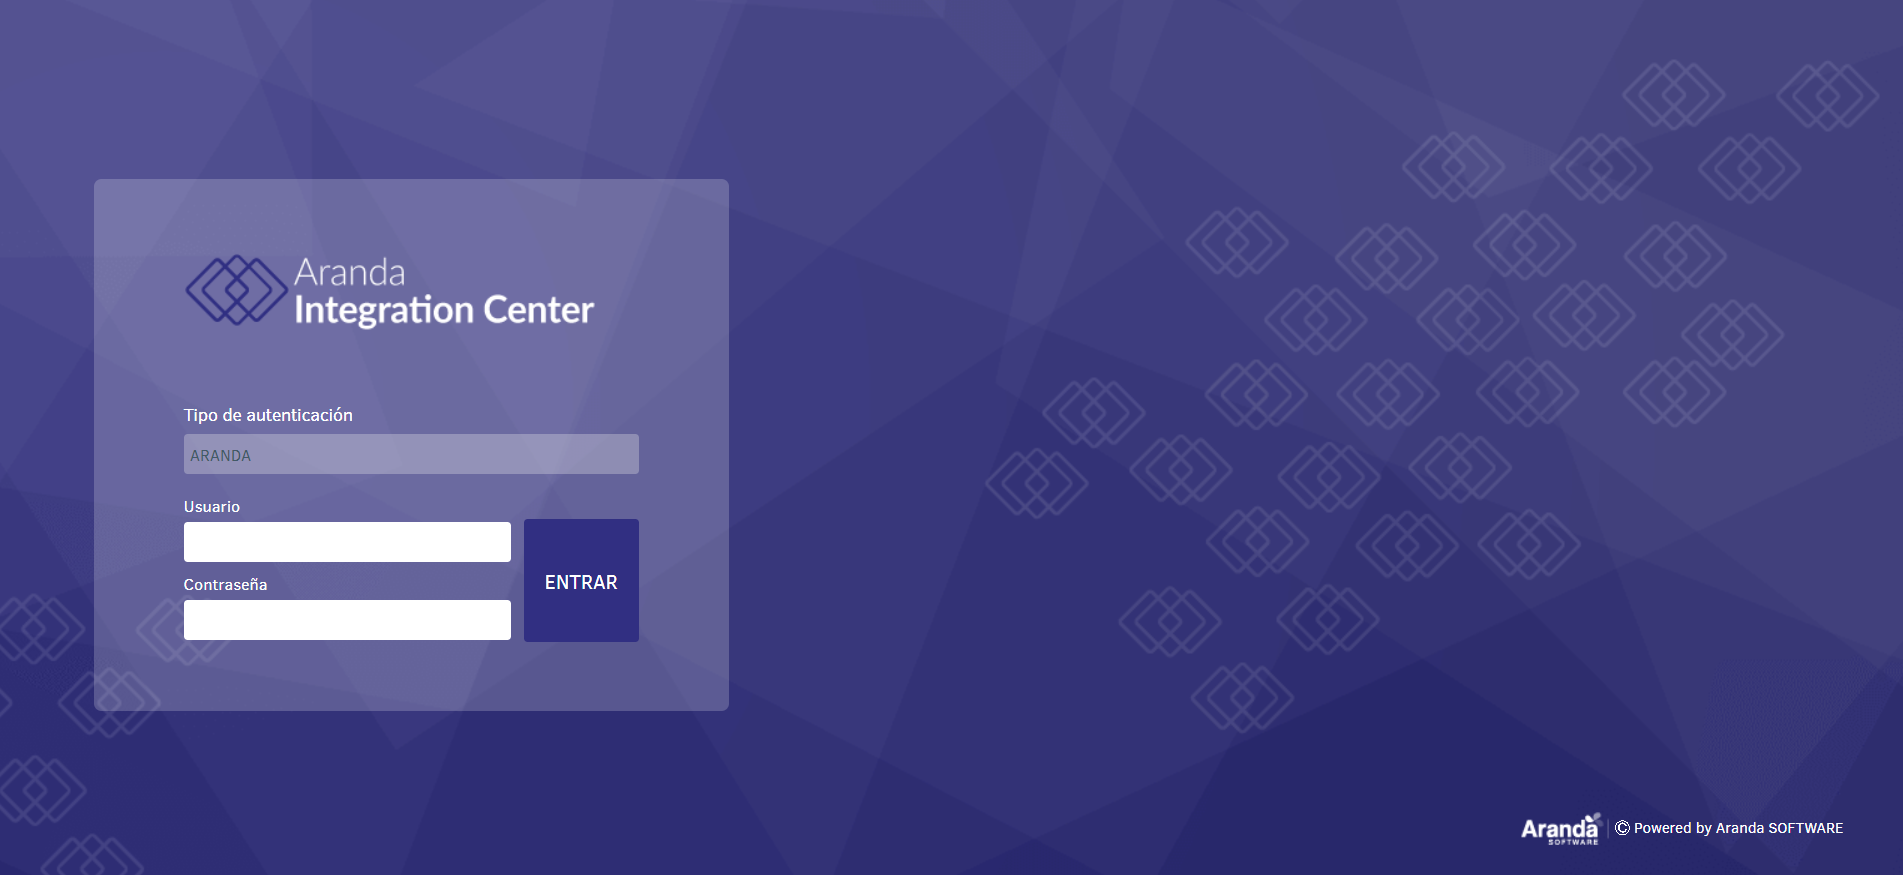 Aranda
Integration Center
Tipo de autenticación
ARANDA
Usuario
Contraseña
ENTRAR
Aranda
SOFTWARE
© Powered by Aranda SOFTWARE